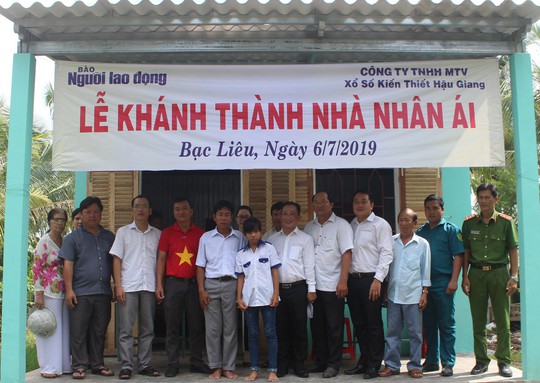 BÁO
Người lao động
CÔNG TY TNHH MTV
Xổ Số Kiến Thiết Hậu Giang
LỄ KHÁNH THÀNH NHÀ NHÂN ÁI
Bạc Liêu, Ngày 6/7/2019